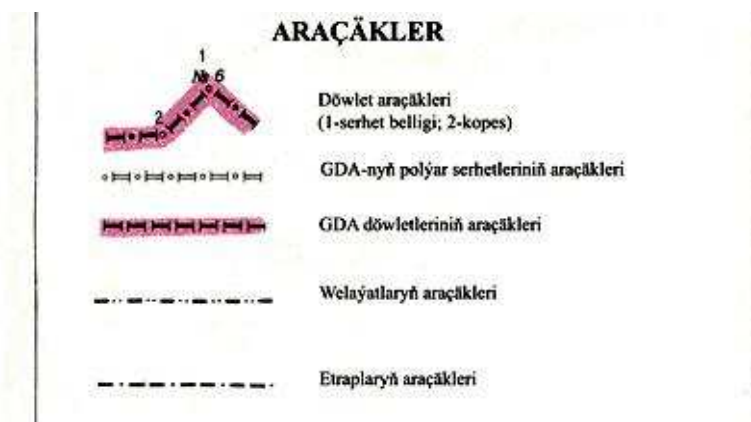 ARAÇÄKLER
1
№ 6
2
Döwlet araçäkleri
(1-serhet belligi; 2-kopes)
GDA-nyň polýar serhetleriniň araçäkleri
GDA döwletleriniň araçäkleri
Welaýatlaryň araçäkleri
Etraplaryň araçäkleri